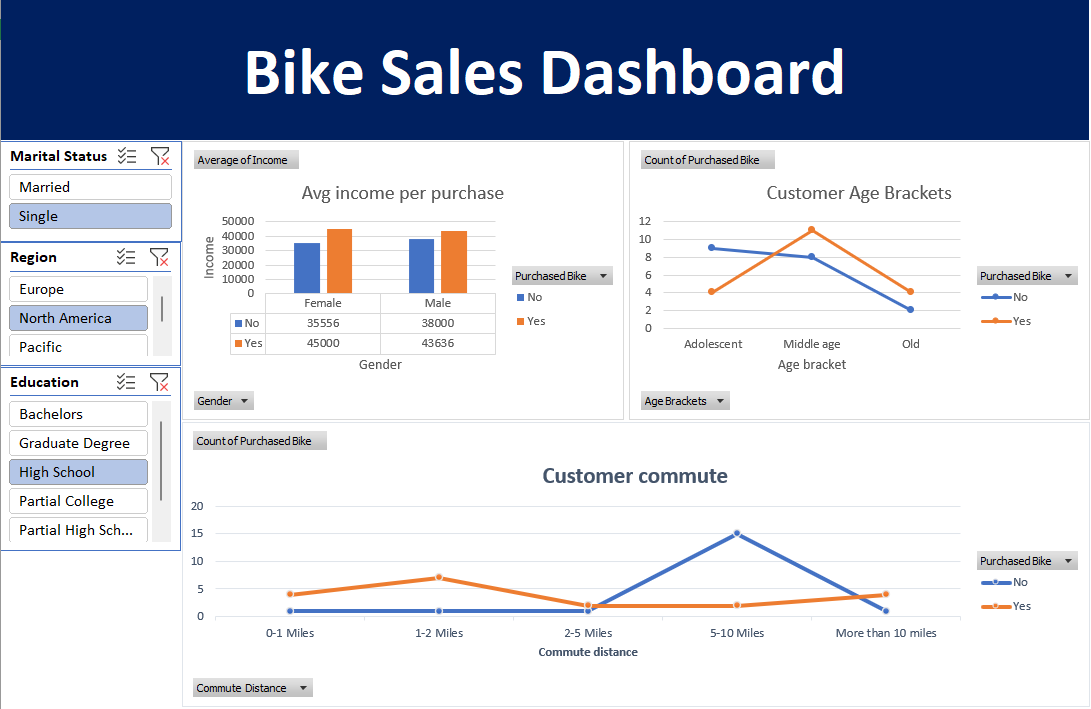 Bike Sales Dashboard
Marital Status
Married
Single
Region
Europe
North America
Pacific
Education
Bachelors
Graduate Degree
High School
Partial College
Partial High Sch...
Average of Income
Avg income per purchase
Income
50000
40000
30000
20000
10000
0
Female Male
No 35556 38000
Yes 45000 43636
Gender
Purchased Bike
No
Yes
Gender
Count of Purchased Bike
Customer Age Brackets
12
10
8
6
4
2
0
Adolescent Middle age Old
Age bracket
Purchased Bike
No
Yes
Age Brackets
Count of Purchased Bike
Customer commute
20
15
10
5
0
0-1 Miles 1-2 Miles 2-5 Miles 5-10 Miles More than 10 miles
Commute distance
Purchased Bike
No
Yes
Commute Distance